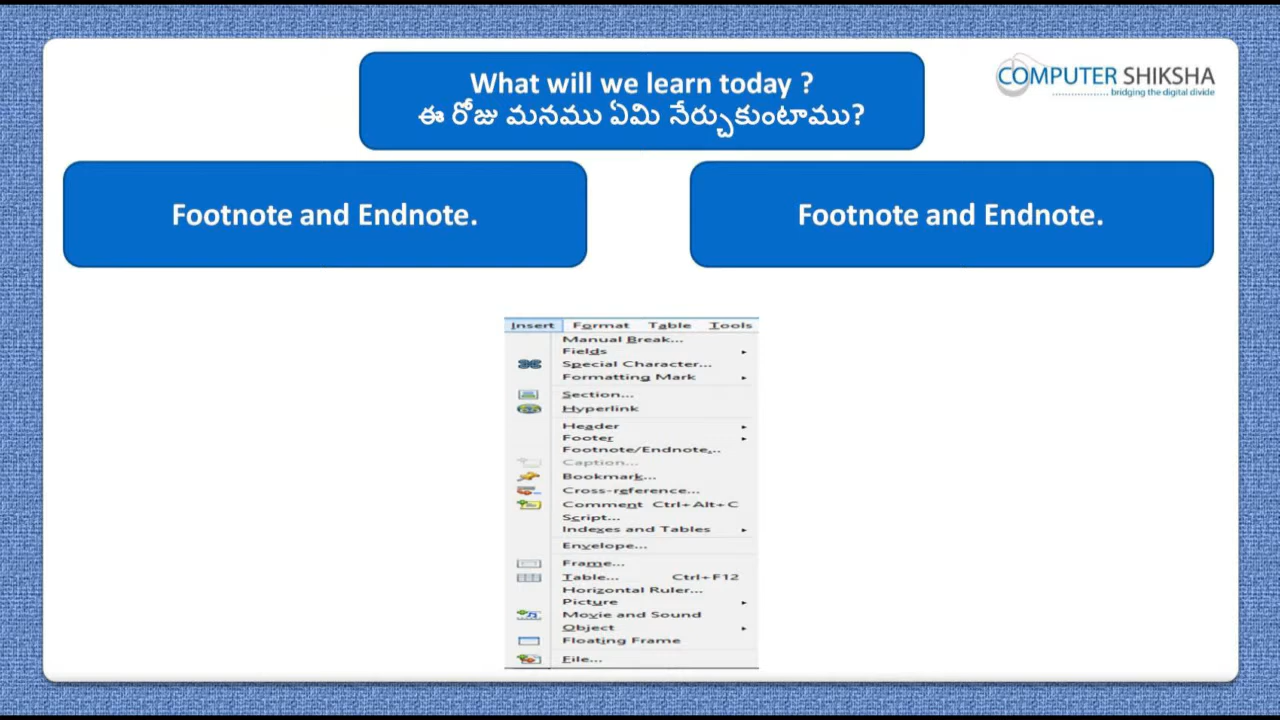 What will we learn today ?
ఈ రోజు మనము ఏమి నేర్చుకుంటాము?
COMPUTER SHIKSHA
bridging the digital divide
Footnote and Endnote.
Footnote and Endnote.
Insert Format Table Tools
Manual Break...
Fields
Special Character...
Formatting Mark
Section...
Hyperlink
Header
Footer
Footnote/Endnote...
Caption...
Bookmark...
Cross-reference...
Comment Ctrl+Alt+C
Script...
Indexes and Tables
Envelope...
Frame...
Table... Ctrl+F12
Horizontal Ruler...
Picture
Movie and Sound
Object
Floating Frame
File...